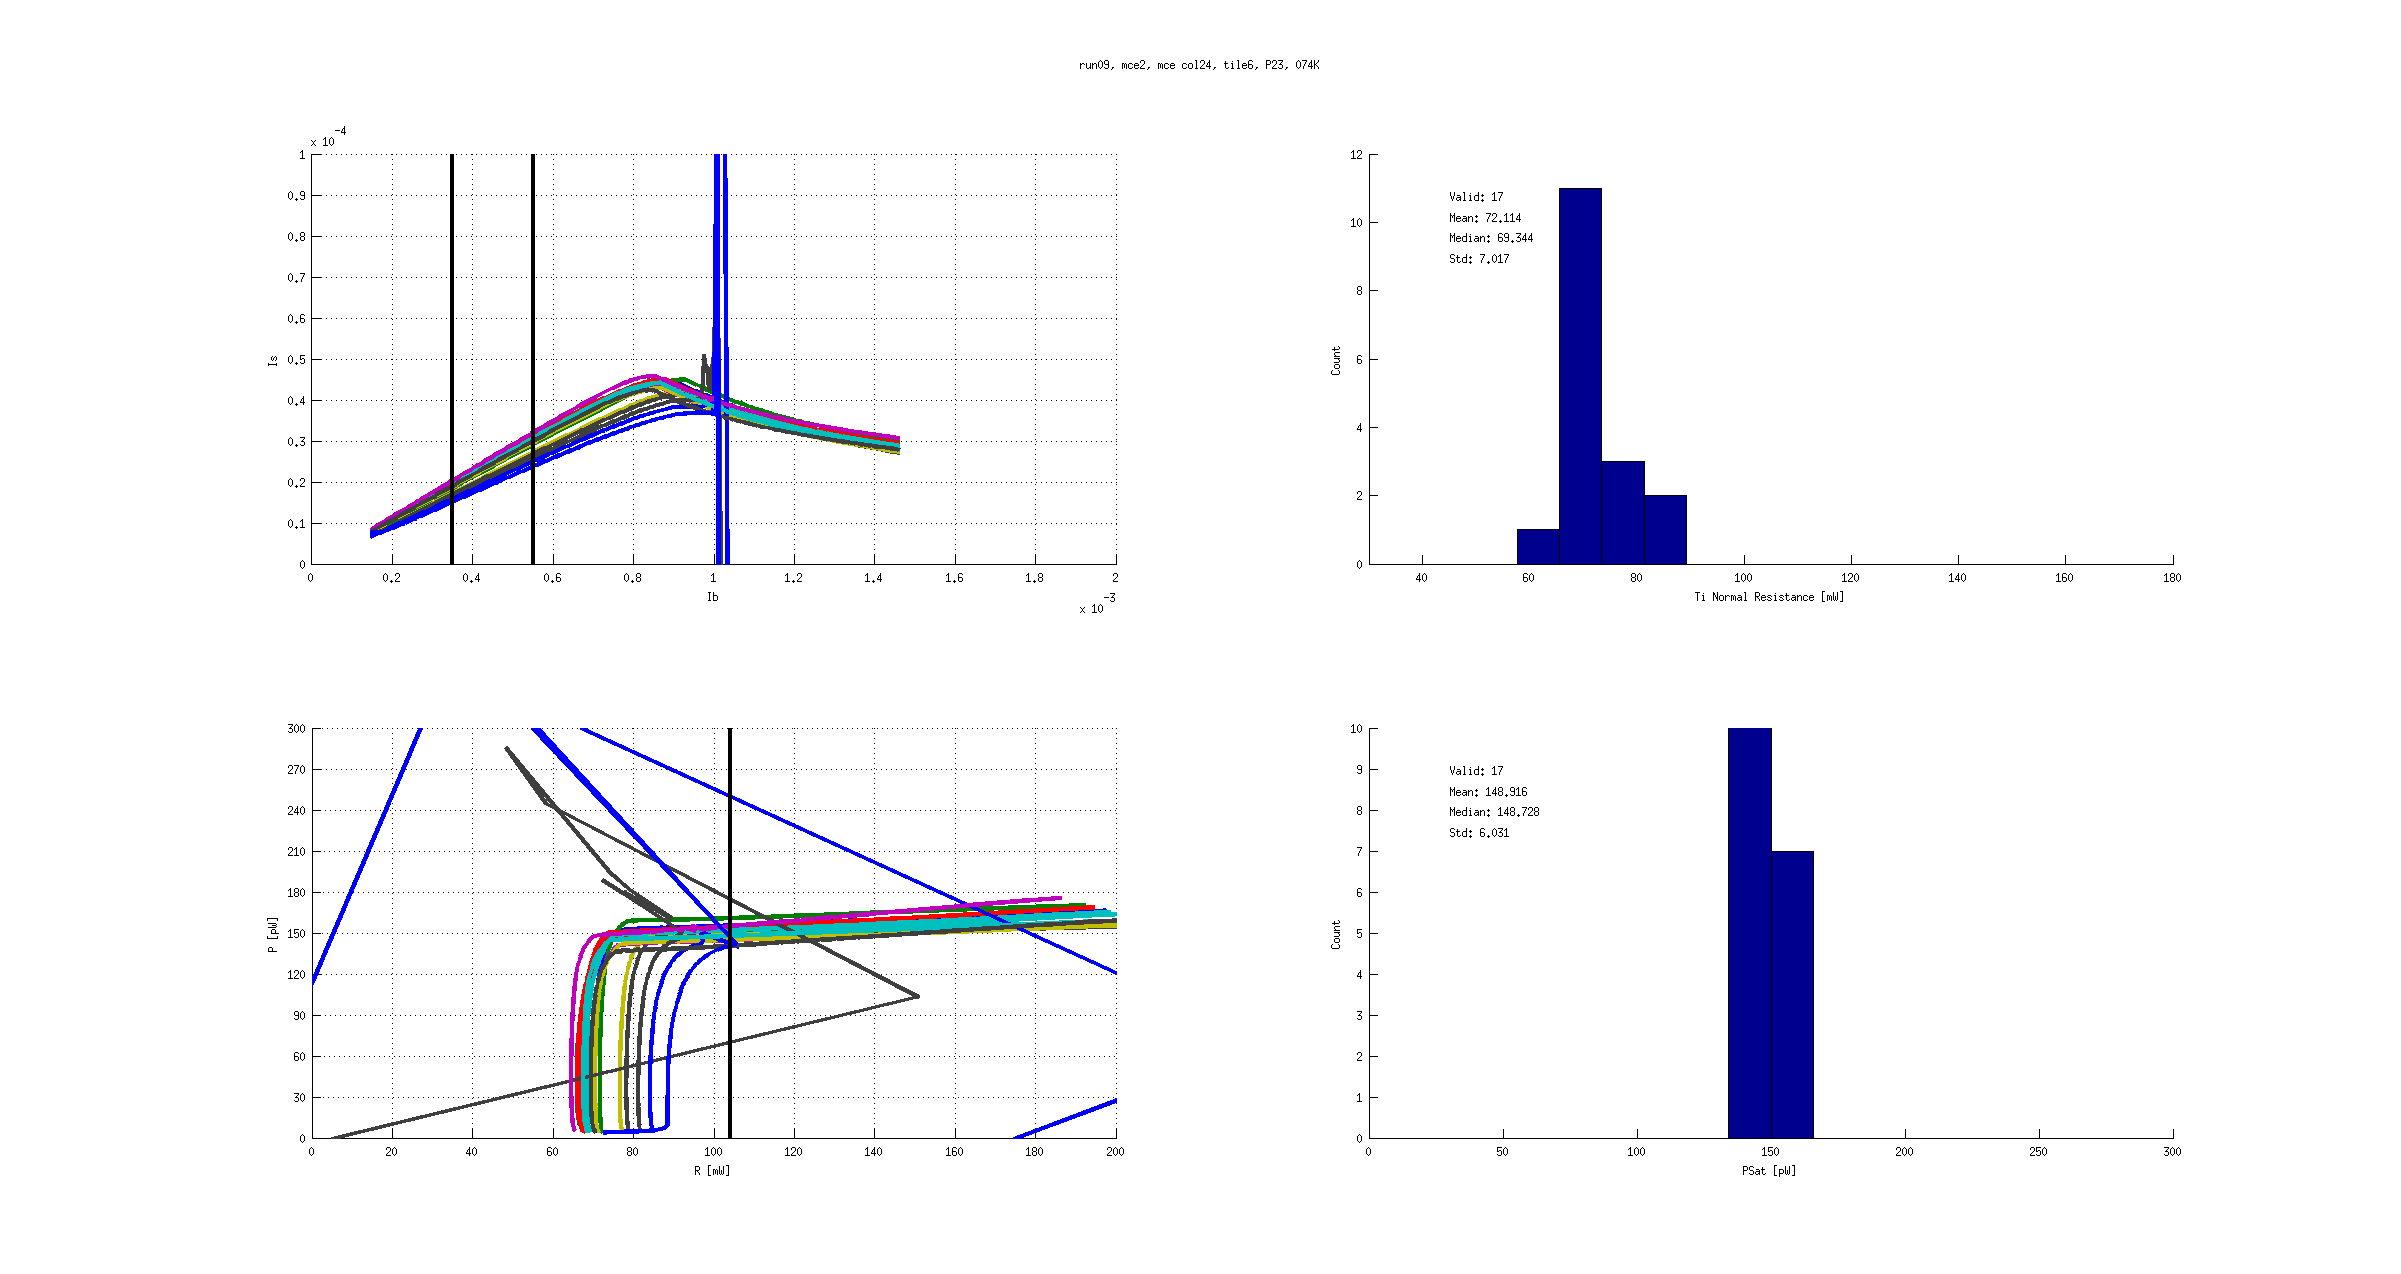 run09, mce2, mce col24, tile6, P23, 074K
x 10^-4
1
0.9
0.8
0.7
0.6
0.5
0.4
0.3
0.2
0.1
0
Is
0 0.2 0.4 0.6 0.8 1 1.2 1.4 1.6 1.8 2
Ib
x 10^-3
12
10
8
6
4
2
0
Count
Valid: 17
Mean: 72.114
Median: 69.344
Std: 7.017
40 60 80 100 120 140 160 180
Ti Normal Resistance [mW]
300
270
240
210
180
150
120
90
60
30
0
P [pW]
0 20 40 60 80 100 120 140 160 180 200
R [mW]
10
9
8
7
6
5
4
3
2
1
0
Count
Valid: 17
Mean: 148.916
Median: 148.728
Std: 6.031
0 50 100 150 200 250 300
PSat [pW]